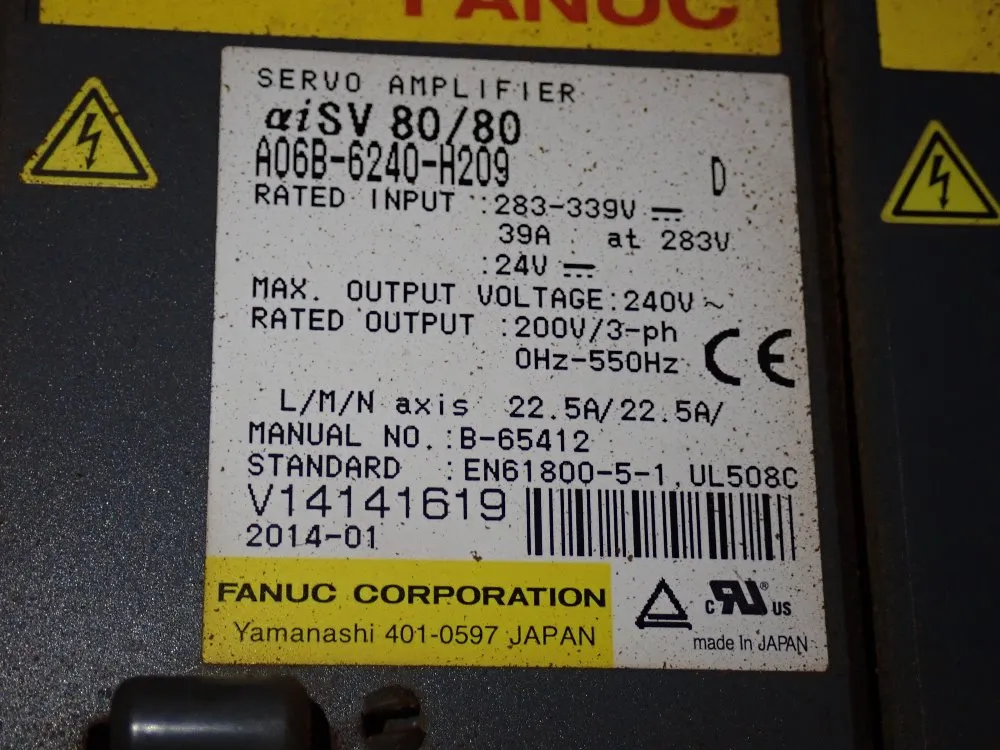 FANUC
SERVO AMPLIFIER
αiSV 80/80
A06B-6240-H209 D
RATED INPUT :283-339V ⎓
39A at 283V
:24V ⎓
MAX. OUTPUT VOLTAGE:240V~
RATED OUTPUT :200V/3-ph
0Hz-550Hz
CE
L/M/N axis 22.5A/22.5A/
MANUAL NO.:B-65412
STANDARD :EN61800-5-1,UL508C
V14141619
2014-01
FANUC CORPORATION
Yamanashi 401-0597 JAPAN
c RU ® US
made In JAPAN